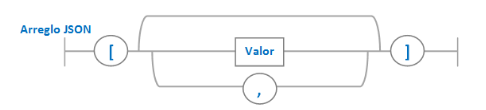 Arreglo JSON
[ Valor ]
,